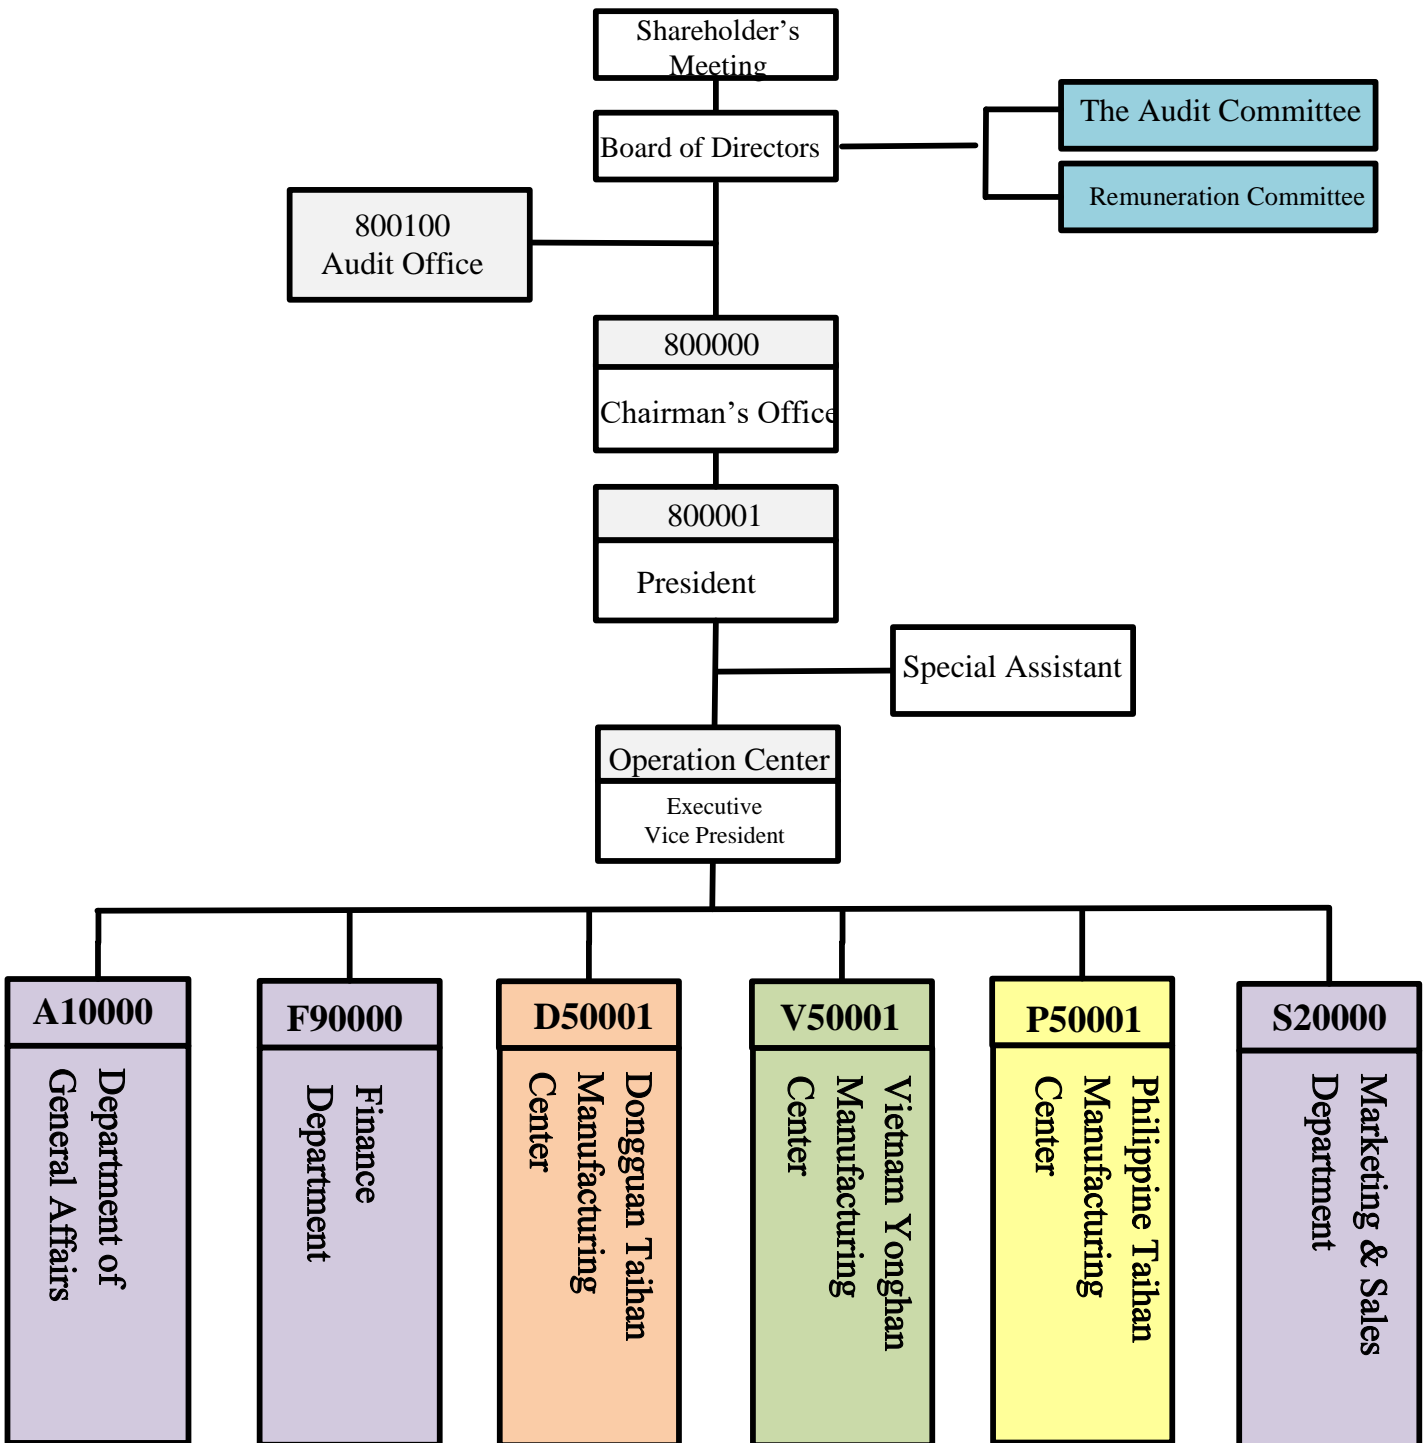 Shareholder’s
Meeting
Board of Directors
The Audit Committee
Remuneration Committee
800100
Audit Office
800000
Chairman’s Office
800001
President
Special Assistant
Operation Center
Executive
Vice President
A10000
Department of
General Affairs
F90000
Finance
Department
D50001
Dongguan Taihan
Manufacturing
Center
V50001
Vietnam Yonghan
Manufacturing
Center
P50001
Philippine Taihan
Manufacturing
Center
S20000
Marketing & Sales
Department